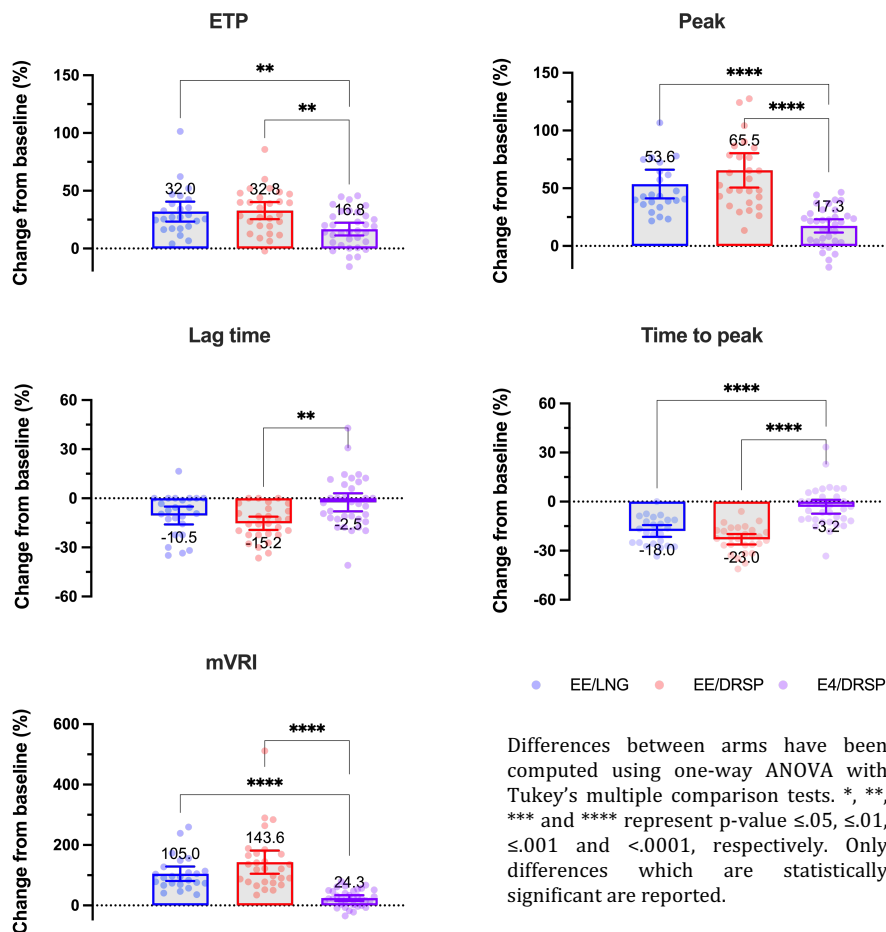 ETP
Change from baseline (%)
150
100
50
0
**
**
32.0
32.8
16.8
Peak
Change from baseline (%)
150
100
50
0
****
****
53.6
65.5
17.3
Lag time
Change from baseline (%)
60
30
0
-30
-60
**
-10.5
-15.2
-2.5
Time to peak
Change from baseline (%)
60
30
0
-30
-60
****
****
-18.0
-23.0
-3.2
mVRI
Change from baseline (%)
600
400
200
0
****
****
105.0
143.6
24.3
EE/LNG EE/DRSP E4/DRSP
Differences between arms have been
computed using one-way ANOVA with
Tukey’s multiple comparison tests. *, **,
*** and **** represent p-value ≤.05, ≤.01,
≤.001 and <.0001, respectively. Only
differences which are statistically
significant are reported.